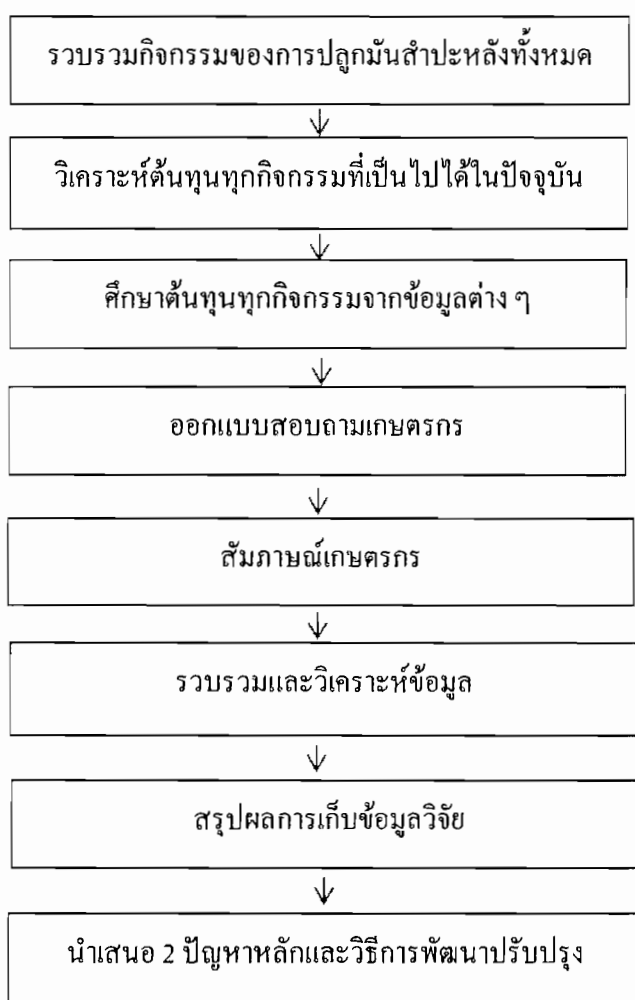 รวบรวมกิจกรรมของการปลูกมันสำปะหลังทั้งหมด
วิเคราะห์ต้นทุนทุกกิจกรรมที่เป็นไปได้ในปัจจุบัน
ศึกษาต้นทุนทุกกิจกรรมจากข้อมูลต่าง ๆ
ออกแบบสอบถามเกษตรกร
สัมภาษณ์เกษตรกร
รวบรวมและวิเคราะห์ข้อมูล
สรุปผลการเก็บข้อมูลวิจัย
นำเสนอ 2 ปัญหาหลักและวิธีการพัฒนาปรับปรุง